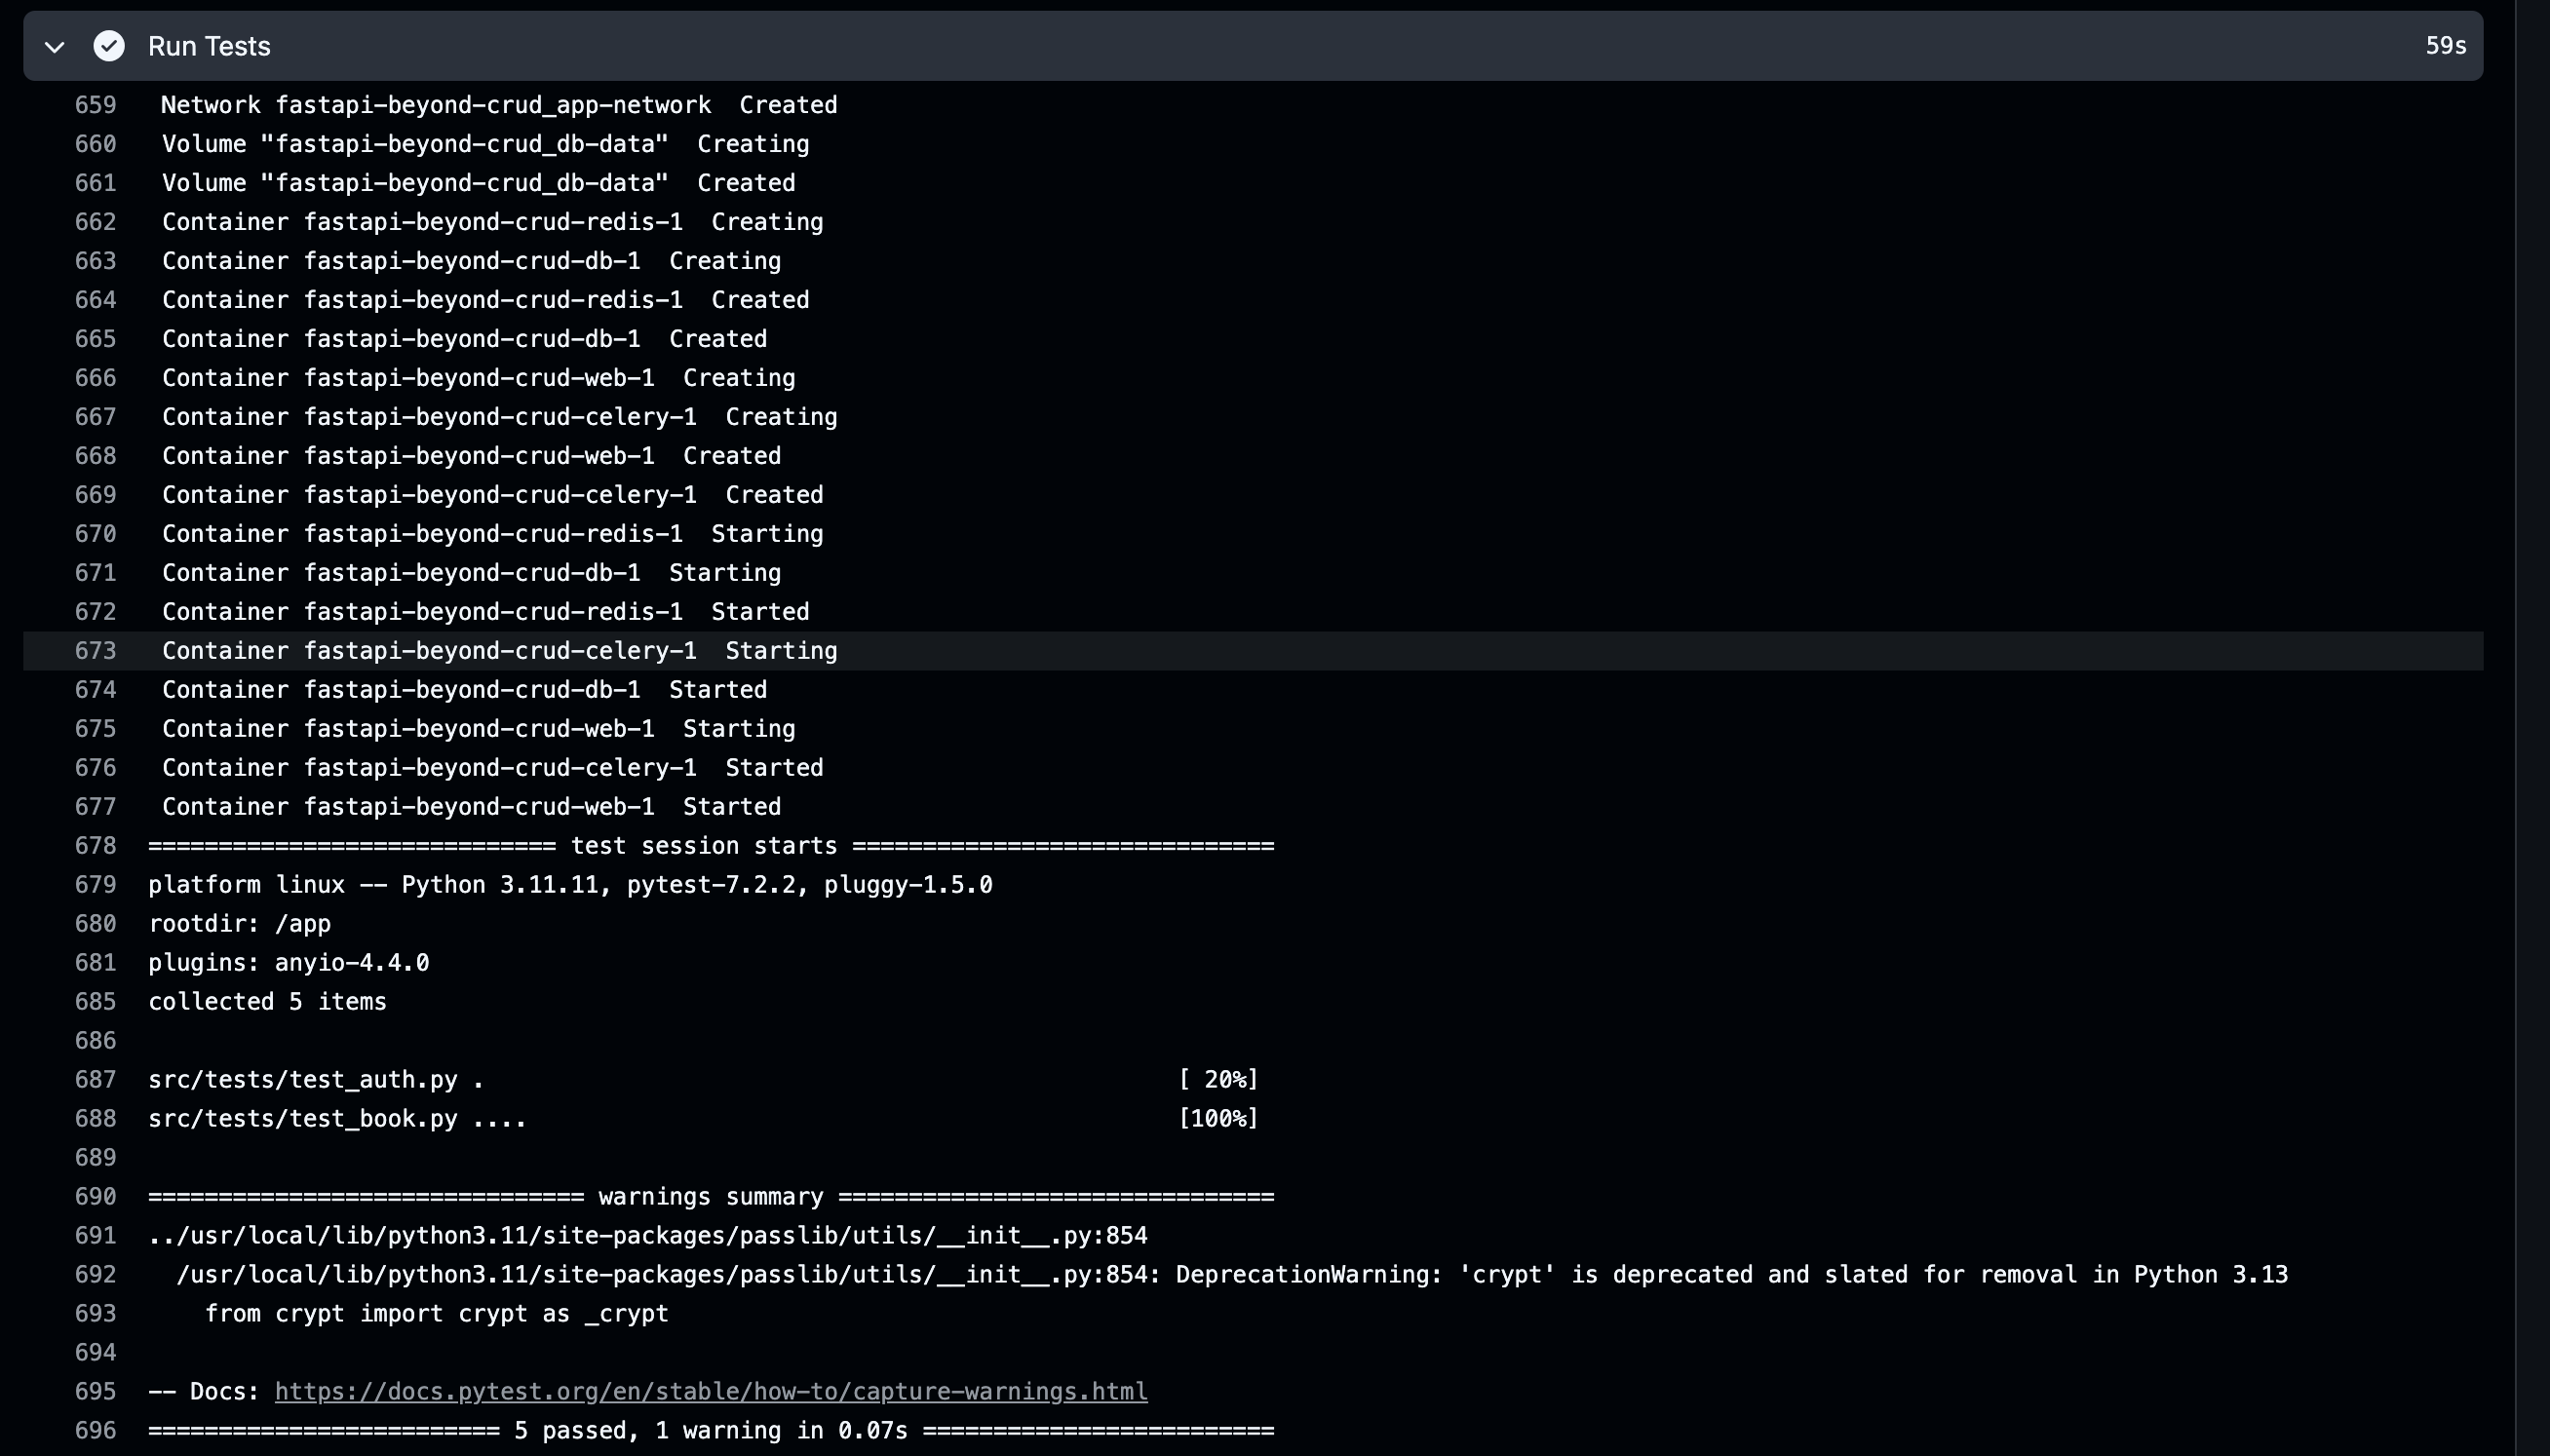 Run Tests 59s
659 Network fastapi-beyond-crud_app-network  Created
660 Volume "fastapi-beyond-crud_db-data"  Creating
661 Volume "fastapi-beyond-crud_db-data"  Created
662 Container fastapi-beyond-crud-redis-1  Creating
663 Container fastapi-beyond-crud-db-1  Creating
664 Container fastapi-beyond-crud-redis-1  Created
665 Container fastapi-beyond-crud-db-1  Created
666 Container fastapi-beyond-crud-web-1  Creating
667 Container fastapi-beyond-crud-celery-1  Creating
668 Container fastapi-beyond-crud-web-1  Created
669 Container fastapi-beyond-crud-celery-1  Created
670 Container fastapi-beyond-crud-redis-1  Starting
671 Container fastapi-beyond-crud-db-1  Starting
672 Container fastapi-beyond-crud-redis-1  Started
673 Container fastapi-beyond-crud-celery-1  Starting
674 Container fastapi-beyond-crud-db-1  Started
675 Container fastapi-beyond-crud-web-1  Starting
676 Container fastapi-beyond-crud-celery-1  Started
677 Container fastapi-beyond-crud-web-1  Started
678 ============================= test session starts ==============================
679 platform linux -- Python 3.11.11, pytest-7.2.2, pluggy-1.5.0
680 rootdir: /app
681 plugins: anyio-4.4.0
685 collected 5 items
686
687 src/tests/test_auth.py . [ 20%]
688 src/tests/test_book.py .... [100%]
689
690 =============================== warnings summary ===============================
691 ../usr/local/lib/python3.11/site-packages/passlib/utils/__init__.py:854
692 /usr/local/lib/python3.11/site-packages/passlib/utils/__init__.py:854: DeprecationWarning: 'crypt' is deprecated and slated for removal in Python 3.13
693 from crypt import crypt as _crypt
694
695 -- Docs: https://docs.pytest.org/en/stable/how-to/capture-warnings.html
696 ========================= 5 passed, 1 warning in 0.07s =========================